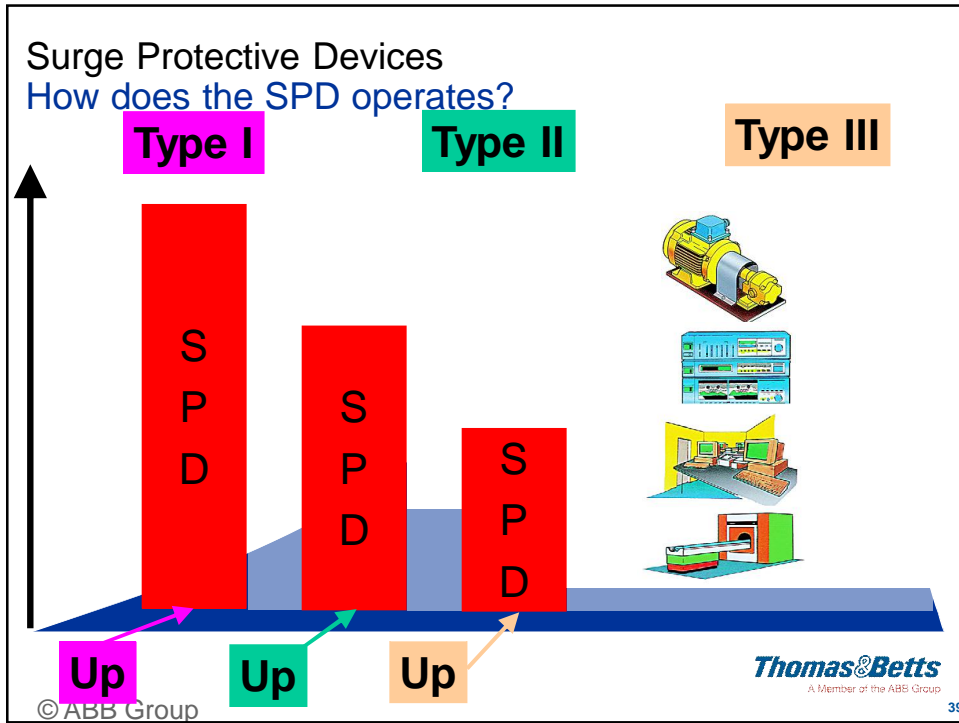 Surge Protective Devices
How does the SPD operates?
Type I
Type II
Type III
S
P
D
S
P
D
S
P
D
Up
Up
Up
Thomas&Betts
A Member of the ABB Group
© ABB Group
39